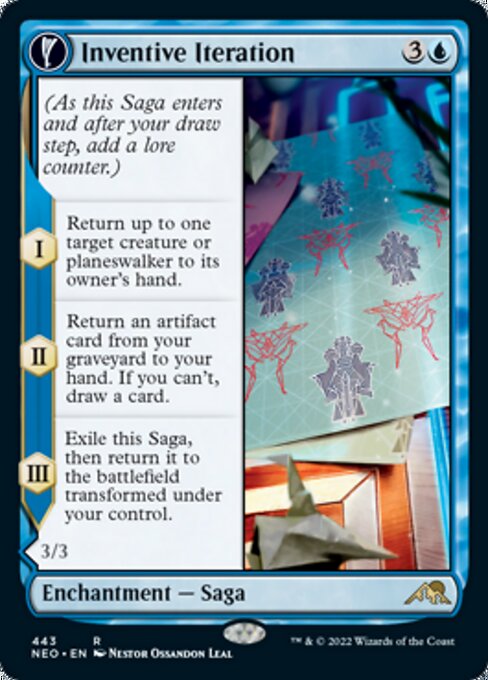 Inventive Iteration 3
(As this Saga enters
and after your draw
step, add a lore
counter.)
I
Return up to one
target creature or
planeswalker to its
owner's hand.
II
Return an artifact
card from your
graveyard to your
hand. If you can't,
draw a card.
III
Exile this Saga,
then return it to
the battlefield
transformed under
your control.
3/3
Enchantment — Saga
443 R
NEO • EN Nestor Ossandon Leal
™ & © 2022 Wizards of the Coast